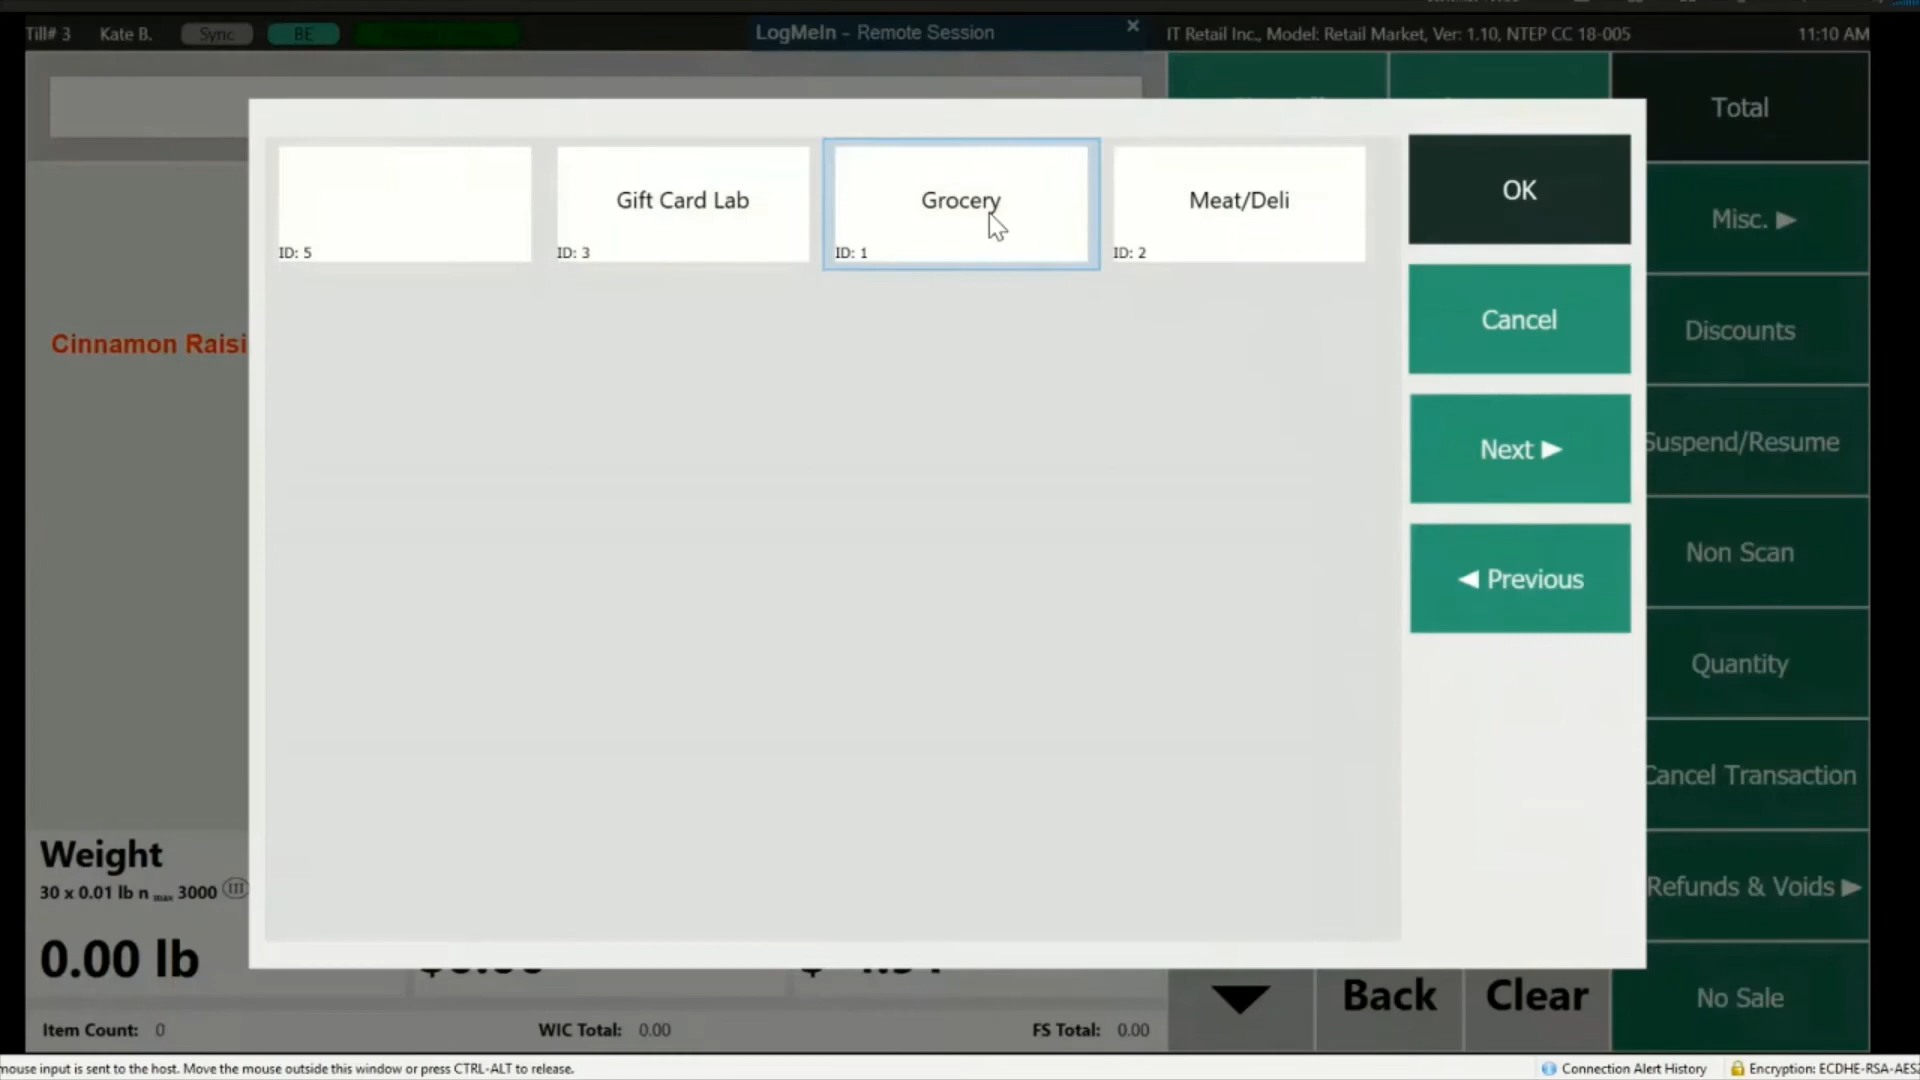 Till# 3 Kate B. Sync BE LogMeIn - Remote Session IT Retail Inc., Model: Retail Market, Ver: 1.10, NTEP CC 18-005 11:10 AM
Total
Gift Card Lab Grocery Meat/Deli
ID: 5 ID: 3 ID: 1 ID: 2
OK
Misc. ▶
Cancel
Discounts
Cinnamon Raisi
Next ▶
Suspend/Resume
Non Scan
◀ Previous
Quantity
Cancel Transaction
Weight
30 x 0.01 lb n max 3000 III
Refunds & Voids ▶
0.00 lb
Back Clear No Sale
Item Count: 0 WIC Total: 0.00 FS Total: 0.00
mouse input is sent to the host. Move the mouse outside this window or press CTRL-ALT to release. Connection Alert History Encryption: ECDHE-RSA-AES2